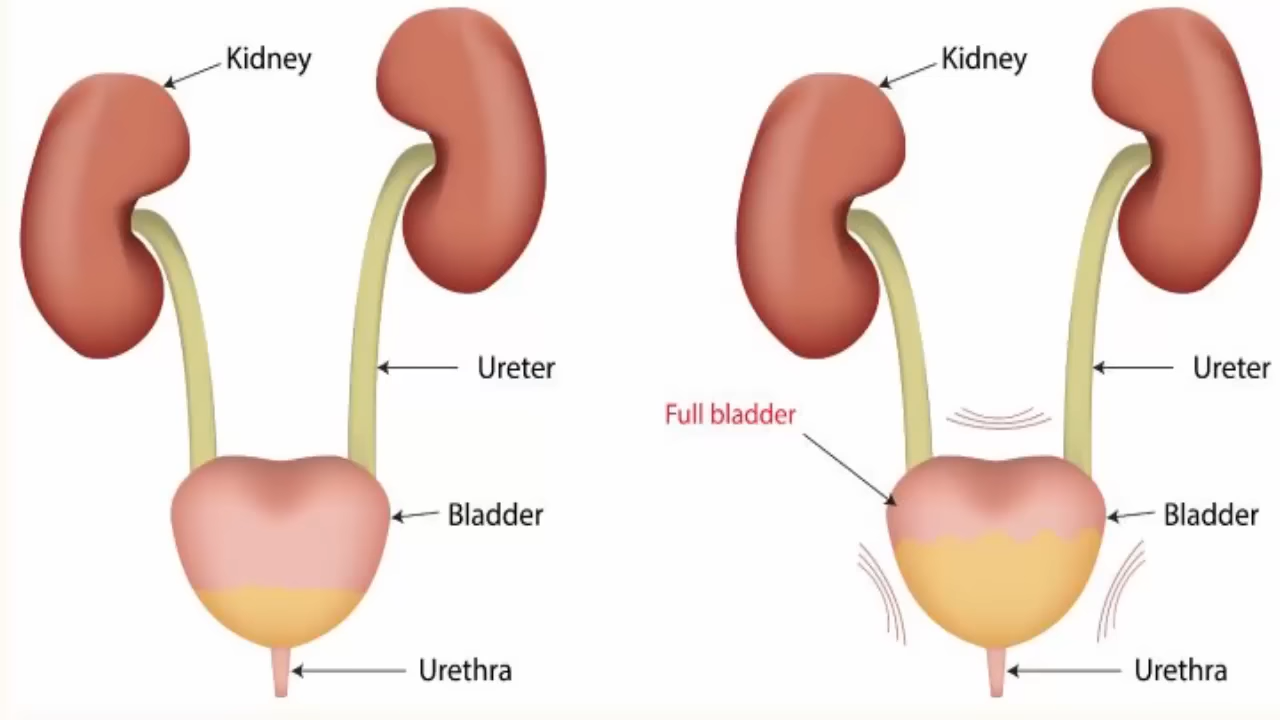 Kidney
Ureter
Bladder
Urethra
Kidney
Ureter
Full bladder
Bladder
Urethra